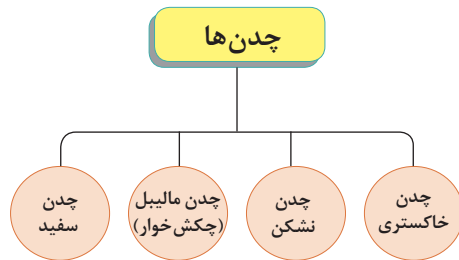 چدن‌ها
چدن
خاکستری
چدن
نشکن
چدن مالیبل
(چکش‌خوار)
چدن
سفید